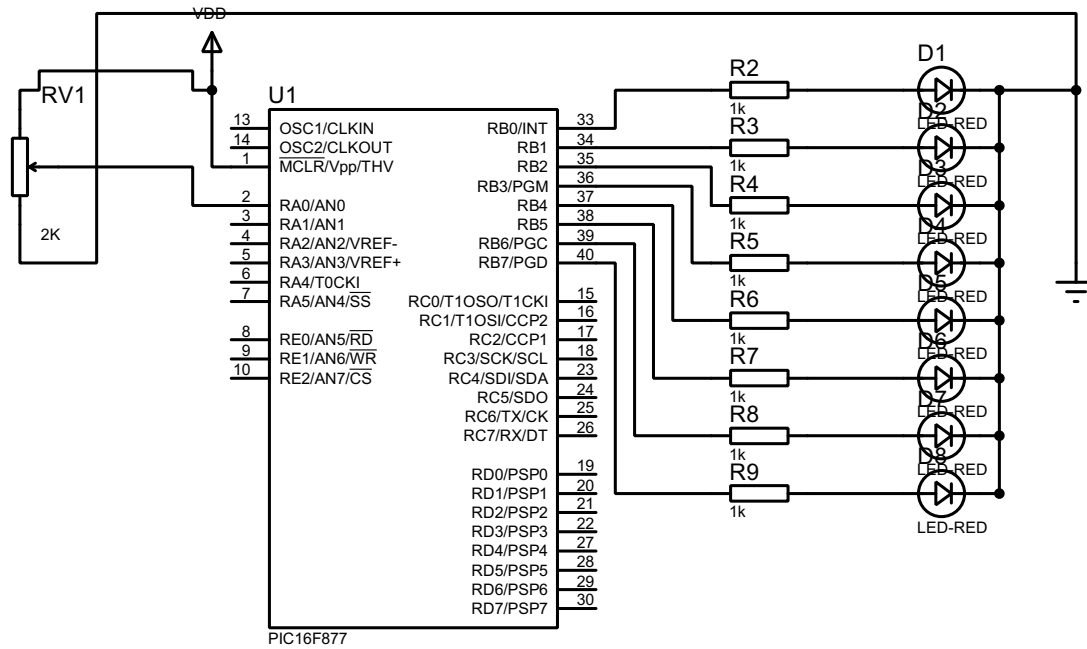 VDD
RV1
2K
U1
13 OSC1/CLKIN
14 OSC2/CLKOUT
1 MCLR/Vpp/THV
2 RA0/AN0
3 RA1/AN1
4 RA2/AN2/VREF-
5 RA3/AN3/VREF+
6 RA4/T0CKI
7 RA5/AN4/SS
8 RE0/AN5/RD
9 RE1/AN6/WR
10 RE2/AN7/CS
RB0/INT 33
RB1 34
RB2 35
RB3/PGM 36
RB4 37
RB5 38
RB6/PGC 39
RB7/PGD 40
RC0/T1OSO/T1CKI 15
RC1/T1OSI/CCP2 16
RC2/CCP1 17
RC3/SCK/SCL 18
RC4/SDI/SDA 23
RC5/SDO 24
RC6/TX/CK 25
RC7/RX/DT 26
RD0/PSP0 19
RD1/PSP1 20
RD2/PSP2 21
RD3/PSP3 22
RD4/PSP4 27
RD5/PSP5 28
RD6/PSP6 29
RD7/PSP7 30
PIC16F877
R2
1k
R3
1k
R4
1k
R5
1k
R6
1k
R7
1k
R8
1k
R9
1k
D1
LED-RED
D2
LED-RED
D3
LED-RED
D4
LED-RED
D5
LED-RED
D6
LED-RED
D7
LED-RED
D8
LED-RED